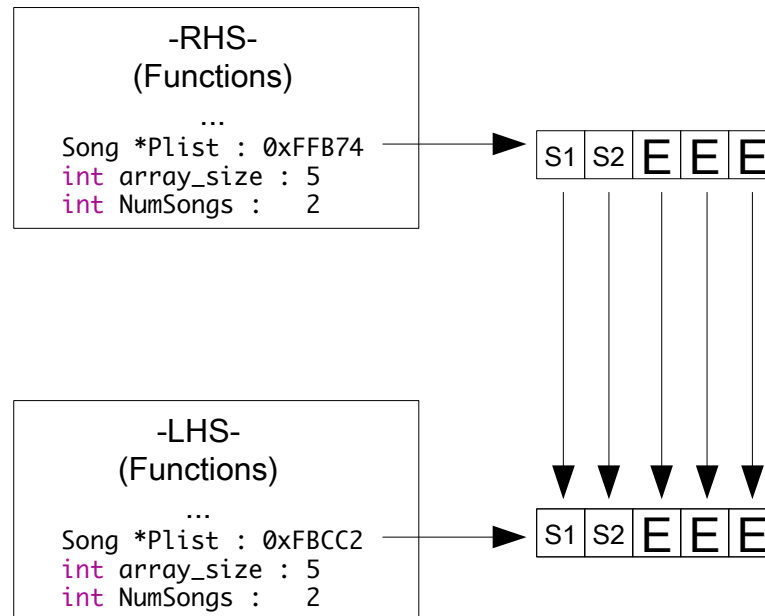 -RHS-
(Functions)
...
Song *Plist : 0xFFB74
int array_size : 5
int NumSongs :   2
S1 S2 E E E
-LHS-
(Functions)
...
Song *Plist : 0xFBCC2
int array_size : 5
int NumSongs :   2
S1 S2 E E E